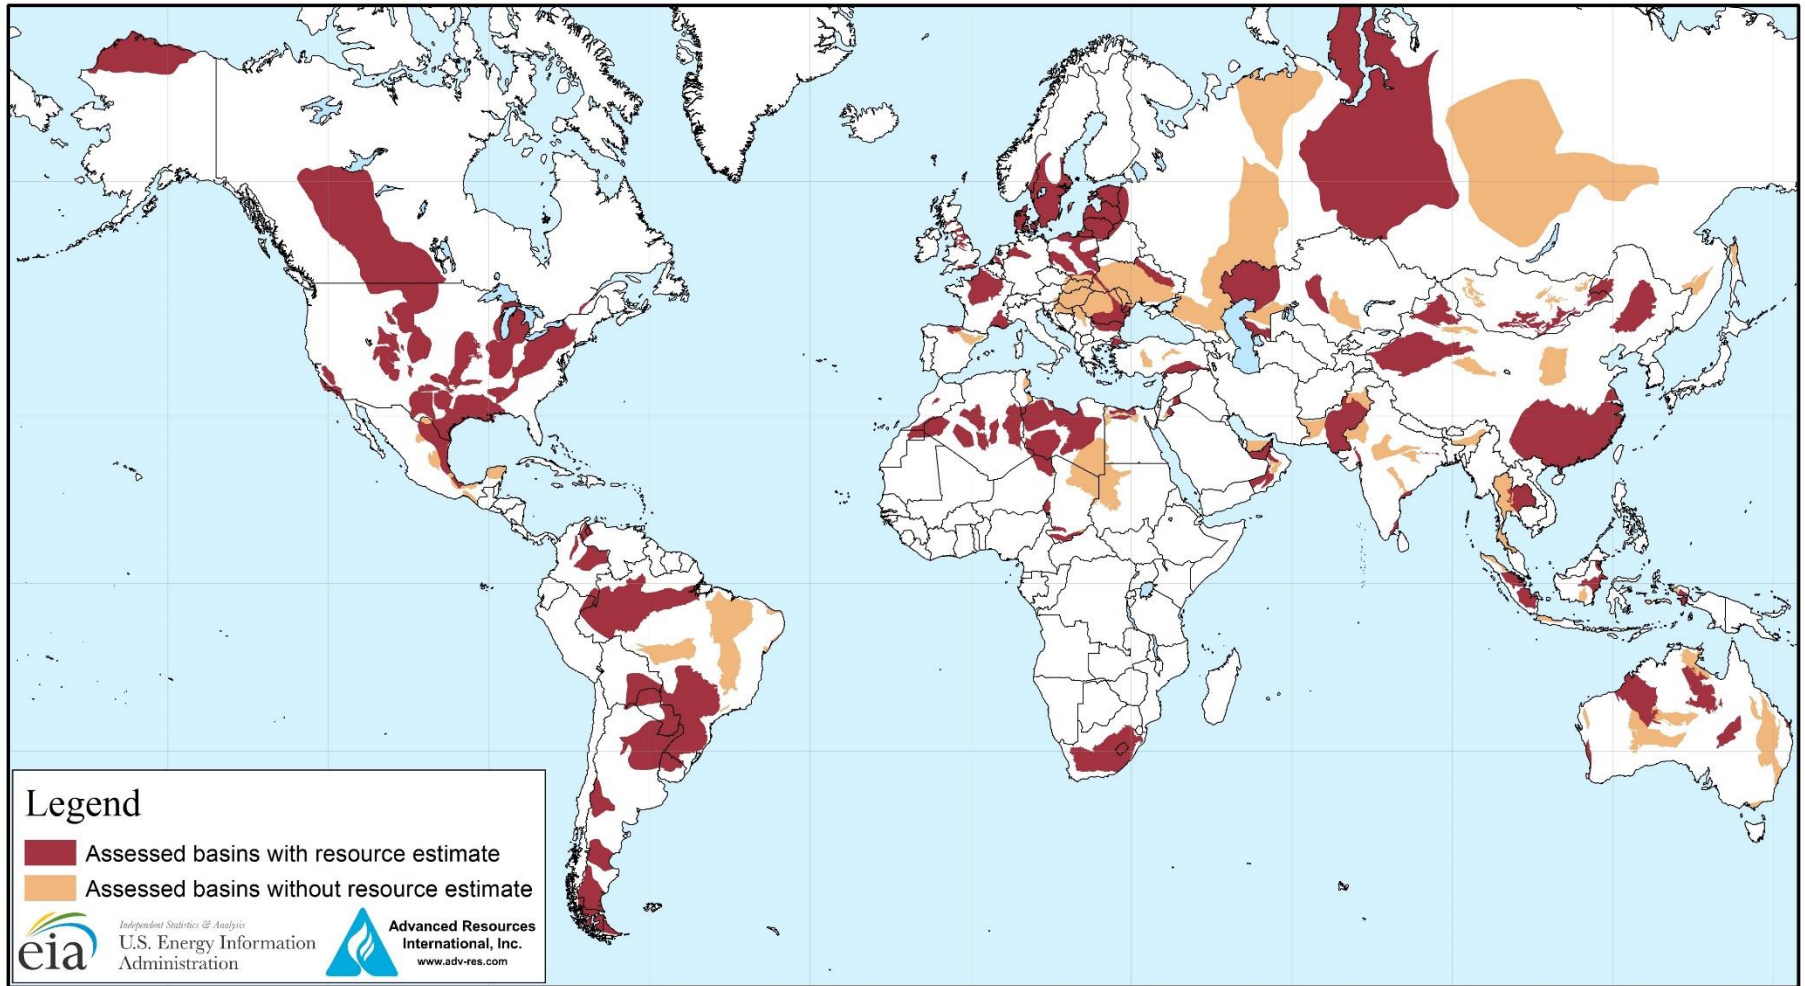 Legend
Assessed basins with resource estimate
Assessed basins without resource estimate
eia
Independent Statistics & Analysis
U.S. Energy Information
Administration
Advanced Resources
International, Inc.
www.adv-res.com